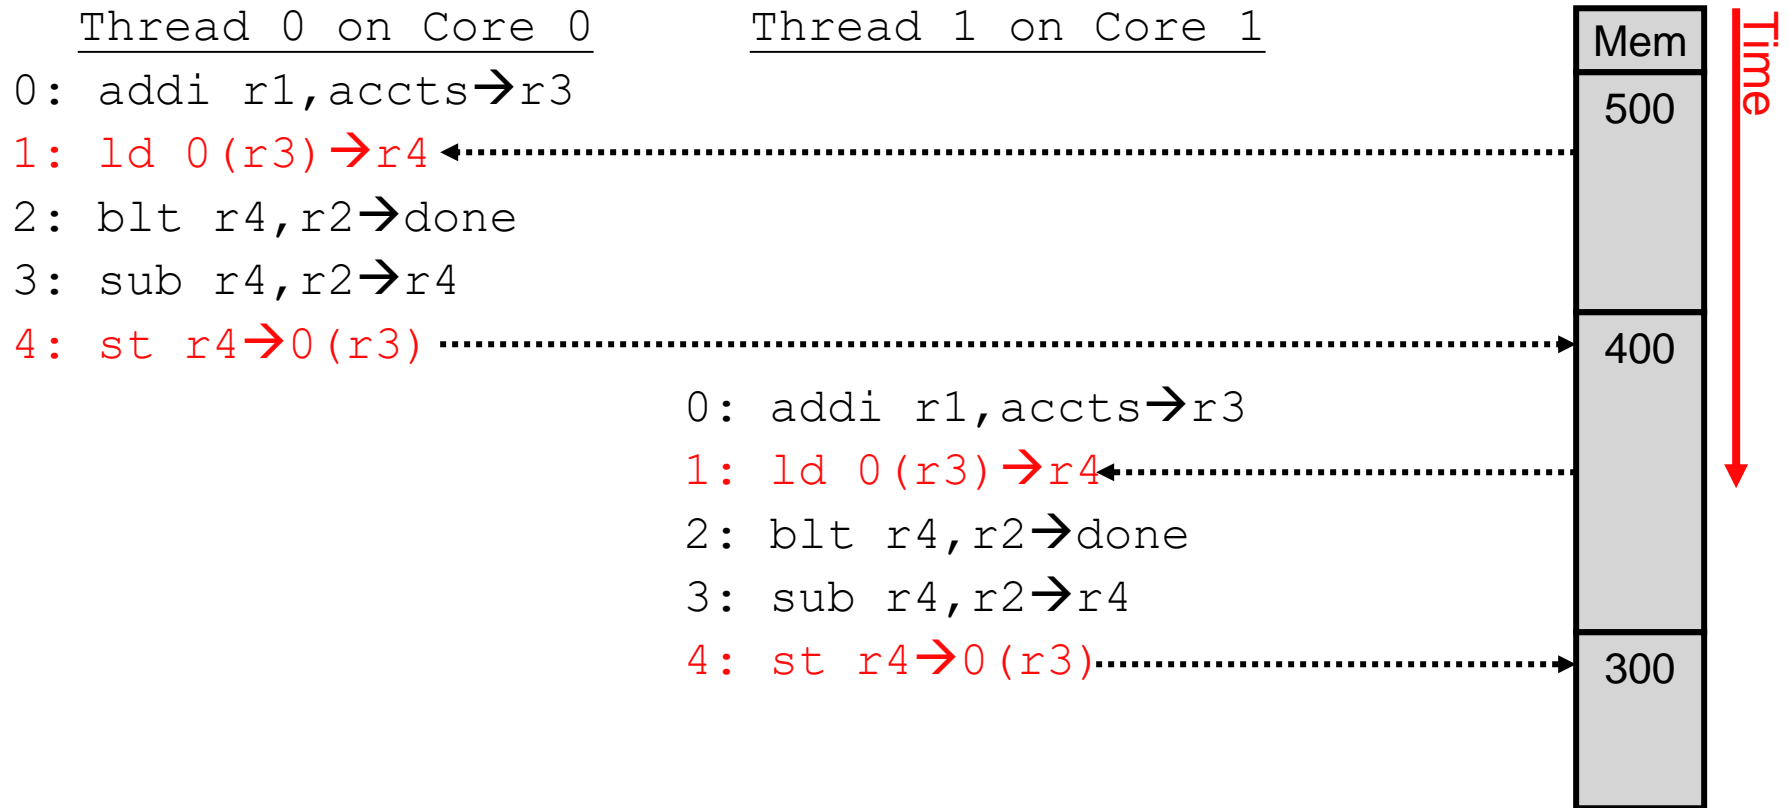 Thread 0 on Core 0
0: addi r1,accts→r3
1: ld 0(r3)→r4
2: blt r4,r2→done
3: sub r4,r2→r4
4: st r4→0(r3)
Thread 1 on Core 1
0: addi r1,accts→r3
1: ld 0(r3)→r4
2: blt r4,r2→done
3: sub r4,r2→r4
4: st r4→0(r3)
Mem
500
400
300
Time